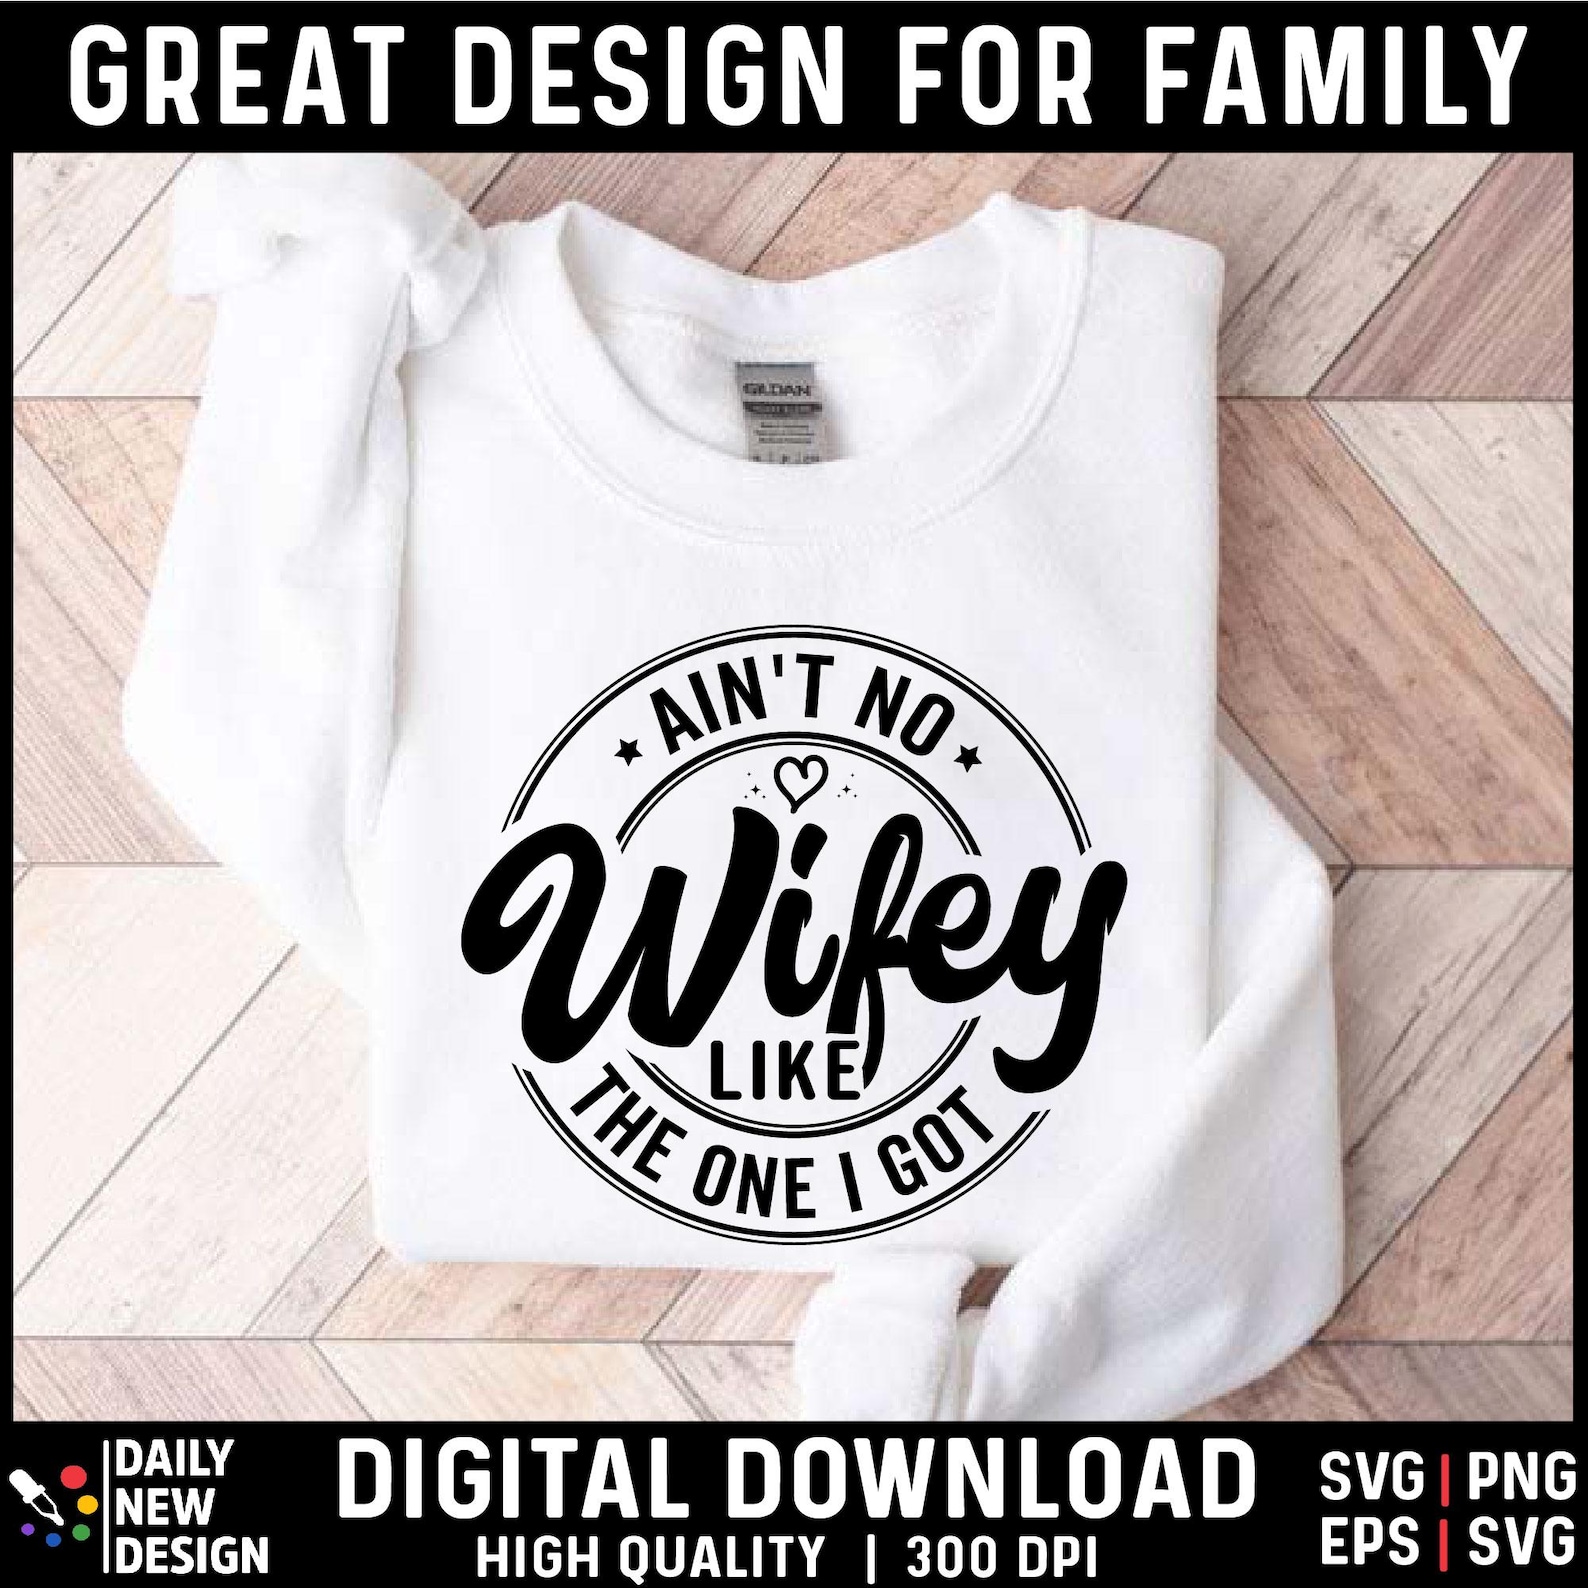 GREAT DESIGN FOR FAMILY
GILDAN
AIN'T NO
Wifey
LIKE
THE ONE I GOT
DAILY
NEW
DESIGN
DIGITAL DOWNLOAD
HIGH QUALITY | 300 DPI
SVG | PNG
EPS | SVG